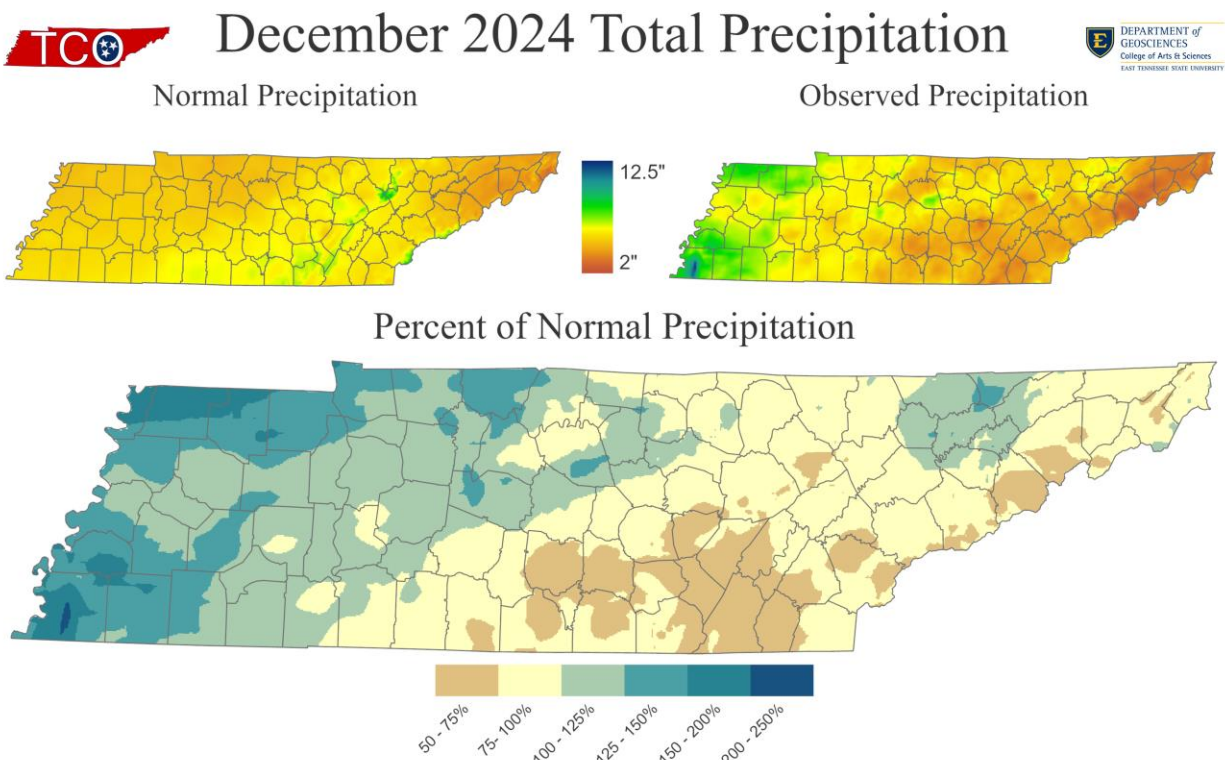 TCO
December 2024 Total Precipitation
E
DEPARTMENT of
GEOSCIENCES
College of Arts & Sciences
EAST TENNESSEE STATE UNIVERSITY
Normal Precipitation
Observed Precipitation
12.5"
2"
Percent of Normal Precipitation
50 - 75%
75- 100%
100 - 125%
125 - 150%
150 - 200%
200 - 250%